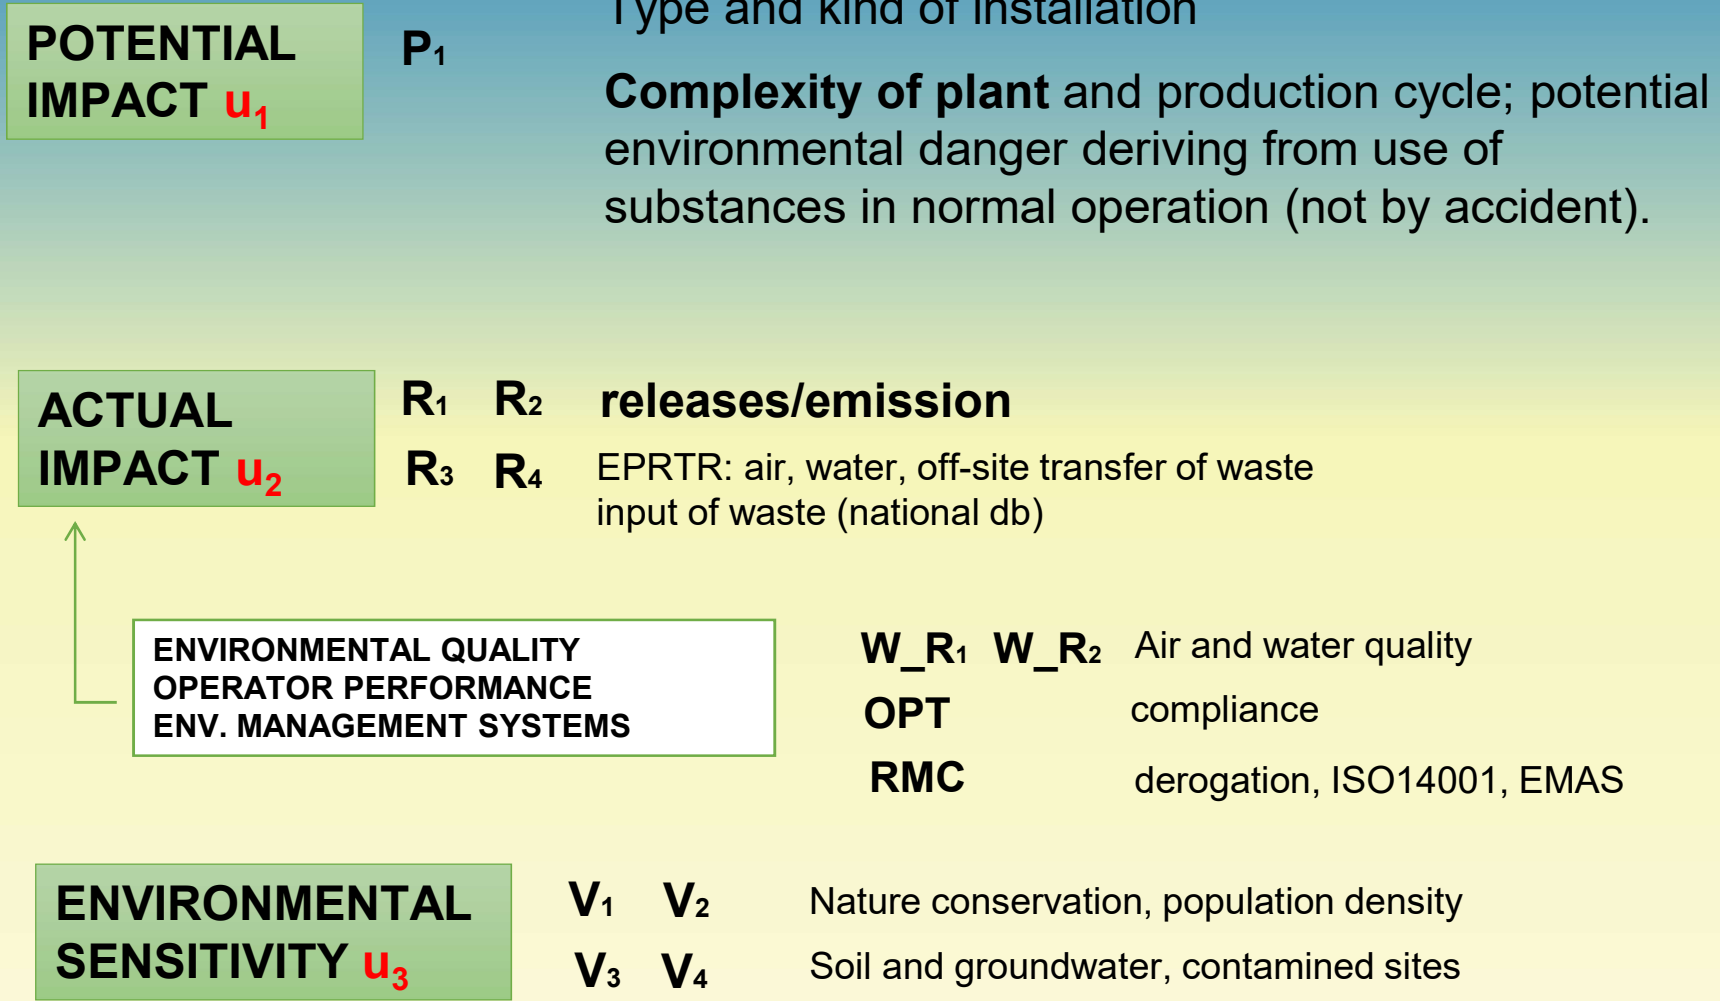 Type and kind of installation
POTENTIAL
IMPACT u₁
P₁
Complexity of plant and production cycle; potential
environmental danger deriving from use of
substances in normal operation (not by accident).
ACTUAL
IMPACT u₂
R₁ R₂ releases/emission
R₃ R₄ EPRTR: air, water, off-site transfer of waste
input of waste (national db)
ENVIRONMENTAL QUALITY
OPERATOR PERFORMANCE
ENV. MANAGEMENT SYSTEMS
W_R₁ W_R₂ Air and water quality
OPT compliance
RMC derogation, ISO14001, EMAS
ENVIRONMENTAL
SENSITIVITY u₃
V₁ V₂ Nature conservation, population density
V₃ V₄ Soil and groundwater, contamined sites